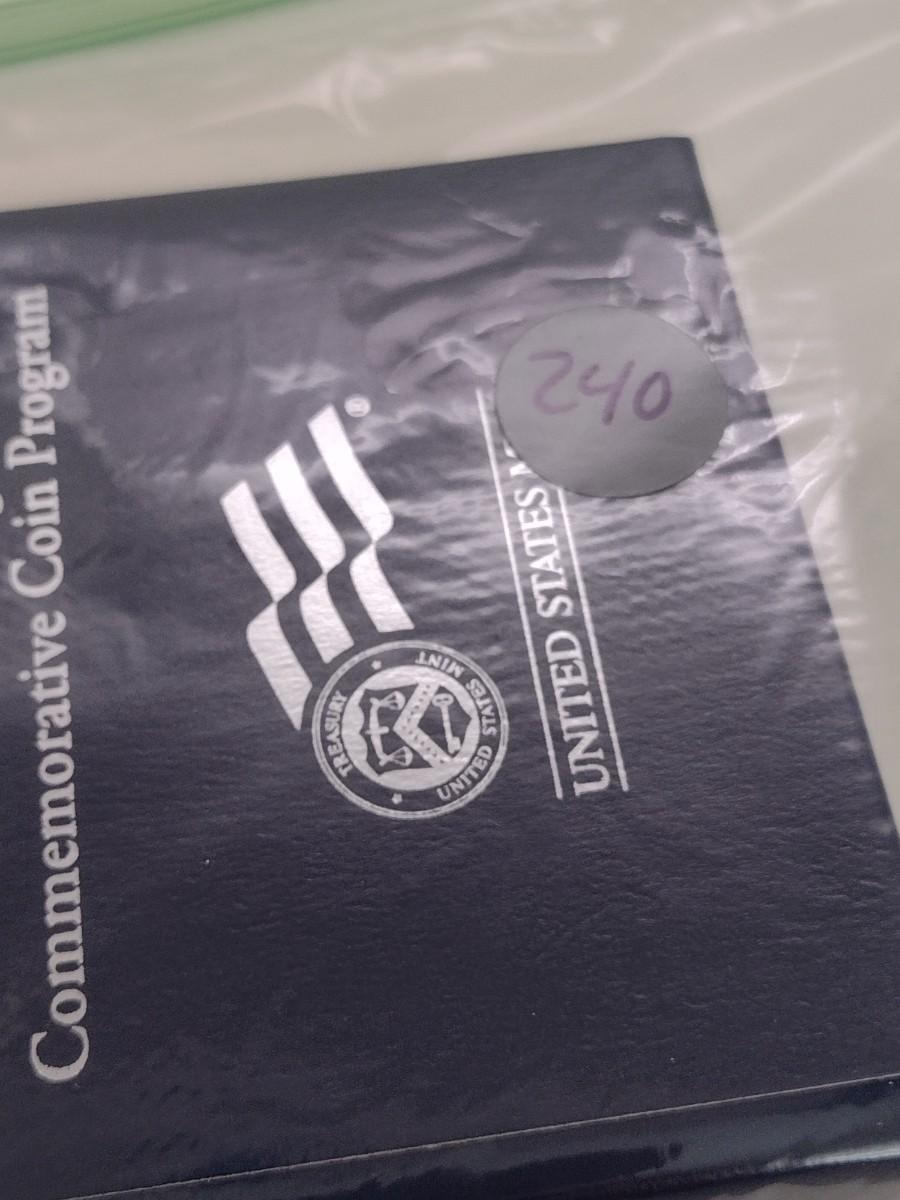 Commemorative Coin Program
®
TREASURY
UNITED STATES MINT
UNITED STATES
240